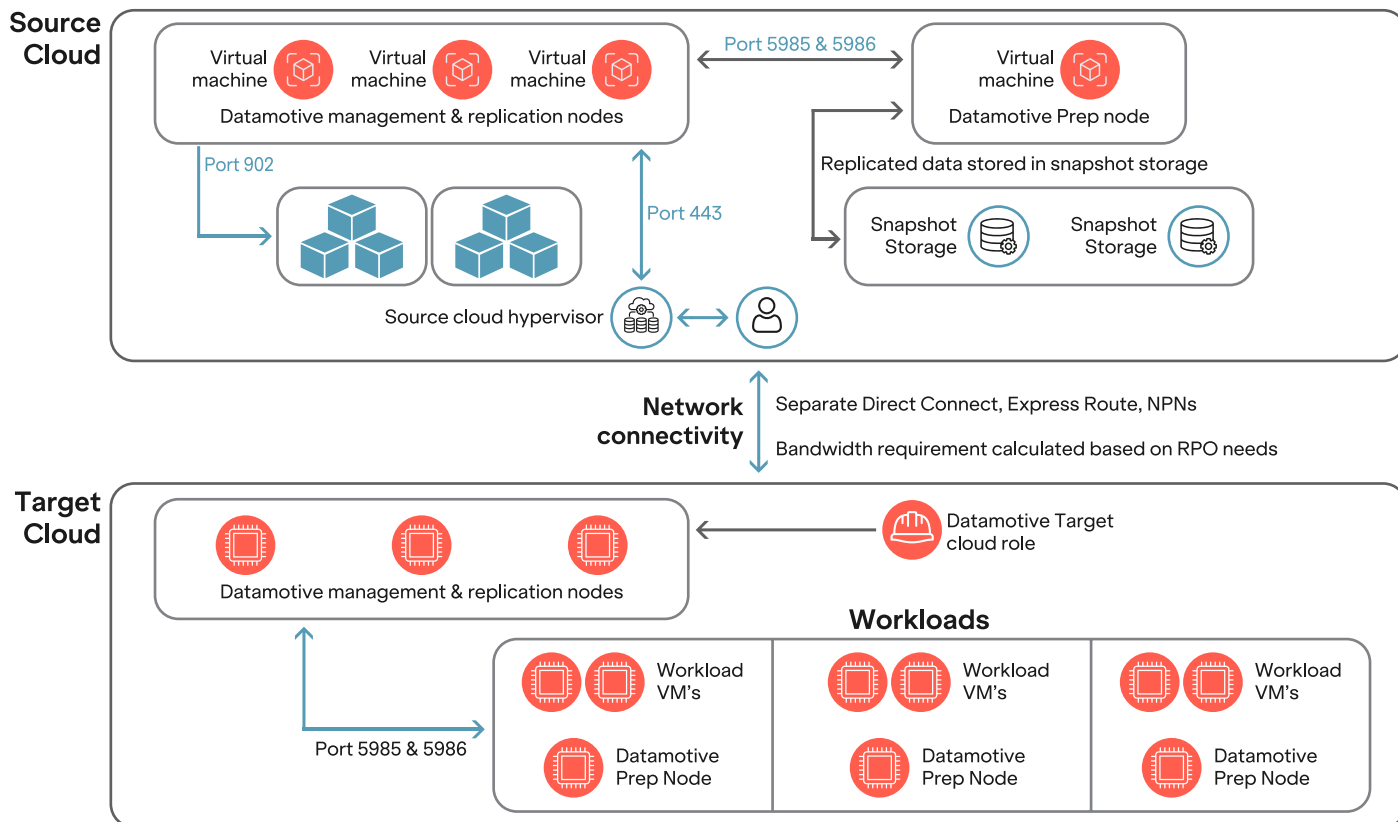 Source
Cloud
Virtual
machine
Virtual
machine
Virtual
machine
Datamotive management & replication nodes
Port 5985 & 5986
Virtual
machine
Datamotive Prep node
Port 902
Port 443
Replicated data stored in snapshot storage
Snapshot
Storage
Snapshot
Storage
Source cloud hypervisor
Network
connectivity
Separate Direct Connect, Express Route, NPNs
Bandwidth requirement calculated based on RPO needs
Target
Cloud
Datamotive management & replication nodes
Datamotive Target
cloud role
Workloads
Workload
VM's
Workload
VM's
Workload
VM's
Port 5985 & 5986
Datamotive
Prep Node
Datamotive
Prep Node
Datamotive
Prep Node